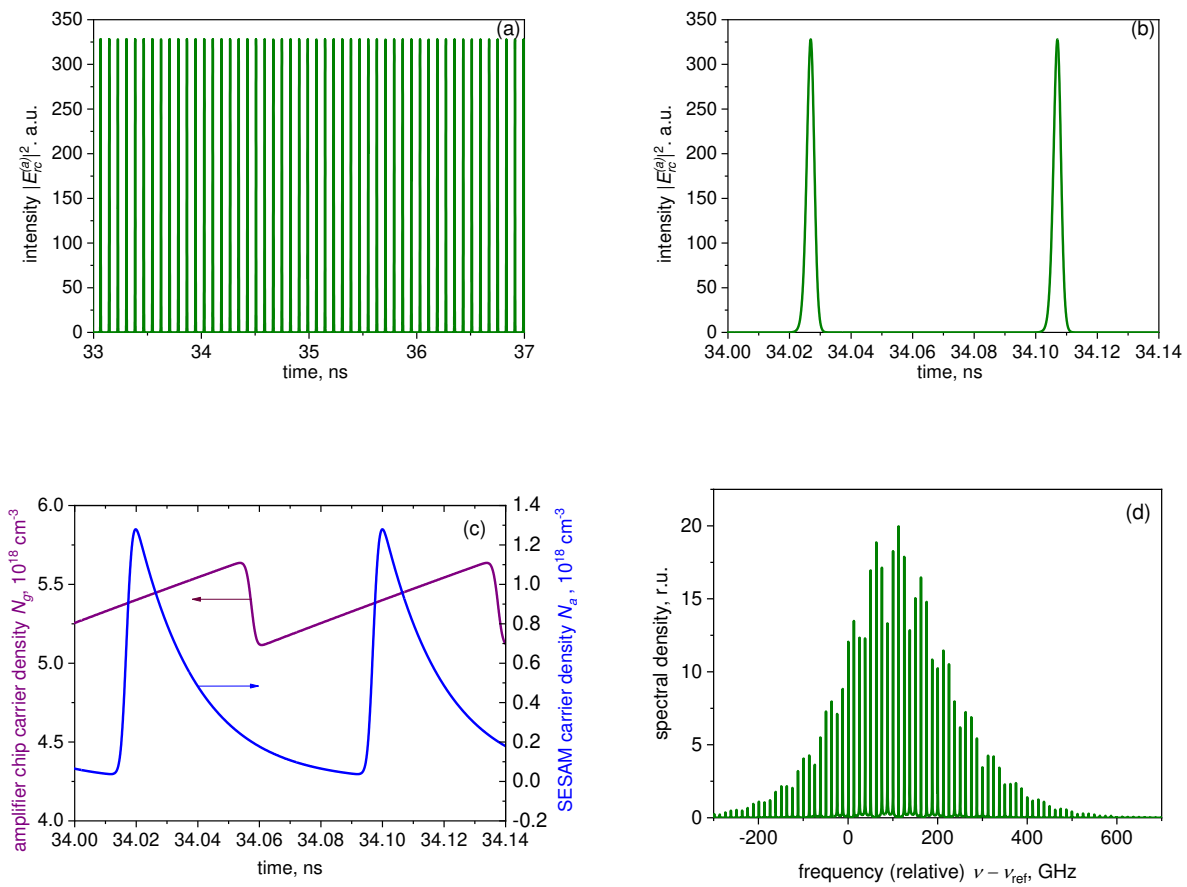 (a)
intensity |E_rc^(a)|². a.u.
350
300
250
200
150
100
50
0
33 34 35 36 37
time, ns
(b)
intensity |E_rc^(a)|². a.u.
350
300
250
200
150
100
50
0
34.00 34.02 34.04 34.06 34.08 34.10 34.12 34.14
time, ns
(c)
amplifier chip carrier density N_g, 10^18 cm^-3
6.0
5.5
5.0
4.5
4.0
1.4
1.2
1.0
0.8
0.6
0.4
0.2
0.0
-0.2
SESAM carrier density N_a , 10^18 cm^-3
34.00 34.02 34.04 34.06 34.08 34.10 34.12 34.14
time, ns
(d)
spectral density, r.u.
20
15
10
5
0
-200 0 200 400 600
frequency (relative) ν – ν_ref, GHz